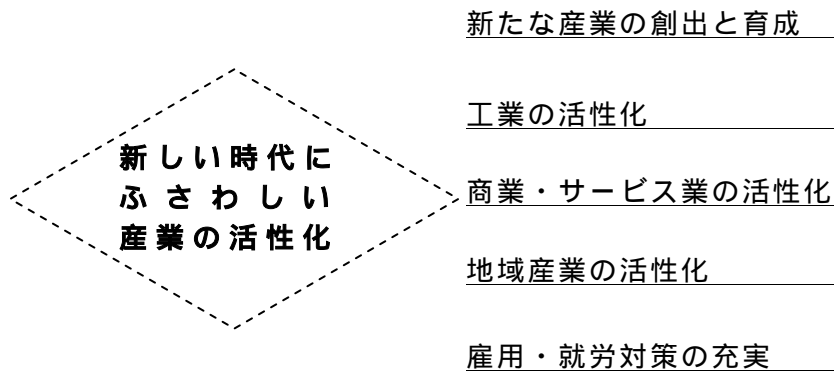 新しい時代に
ふさわしい
産業の活性化
新たな産業の創出と育成
工業の活性化
商業・サービス業の活性化
地域産業の活性化
雇用・就労対策の充実